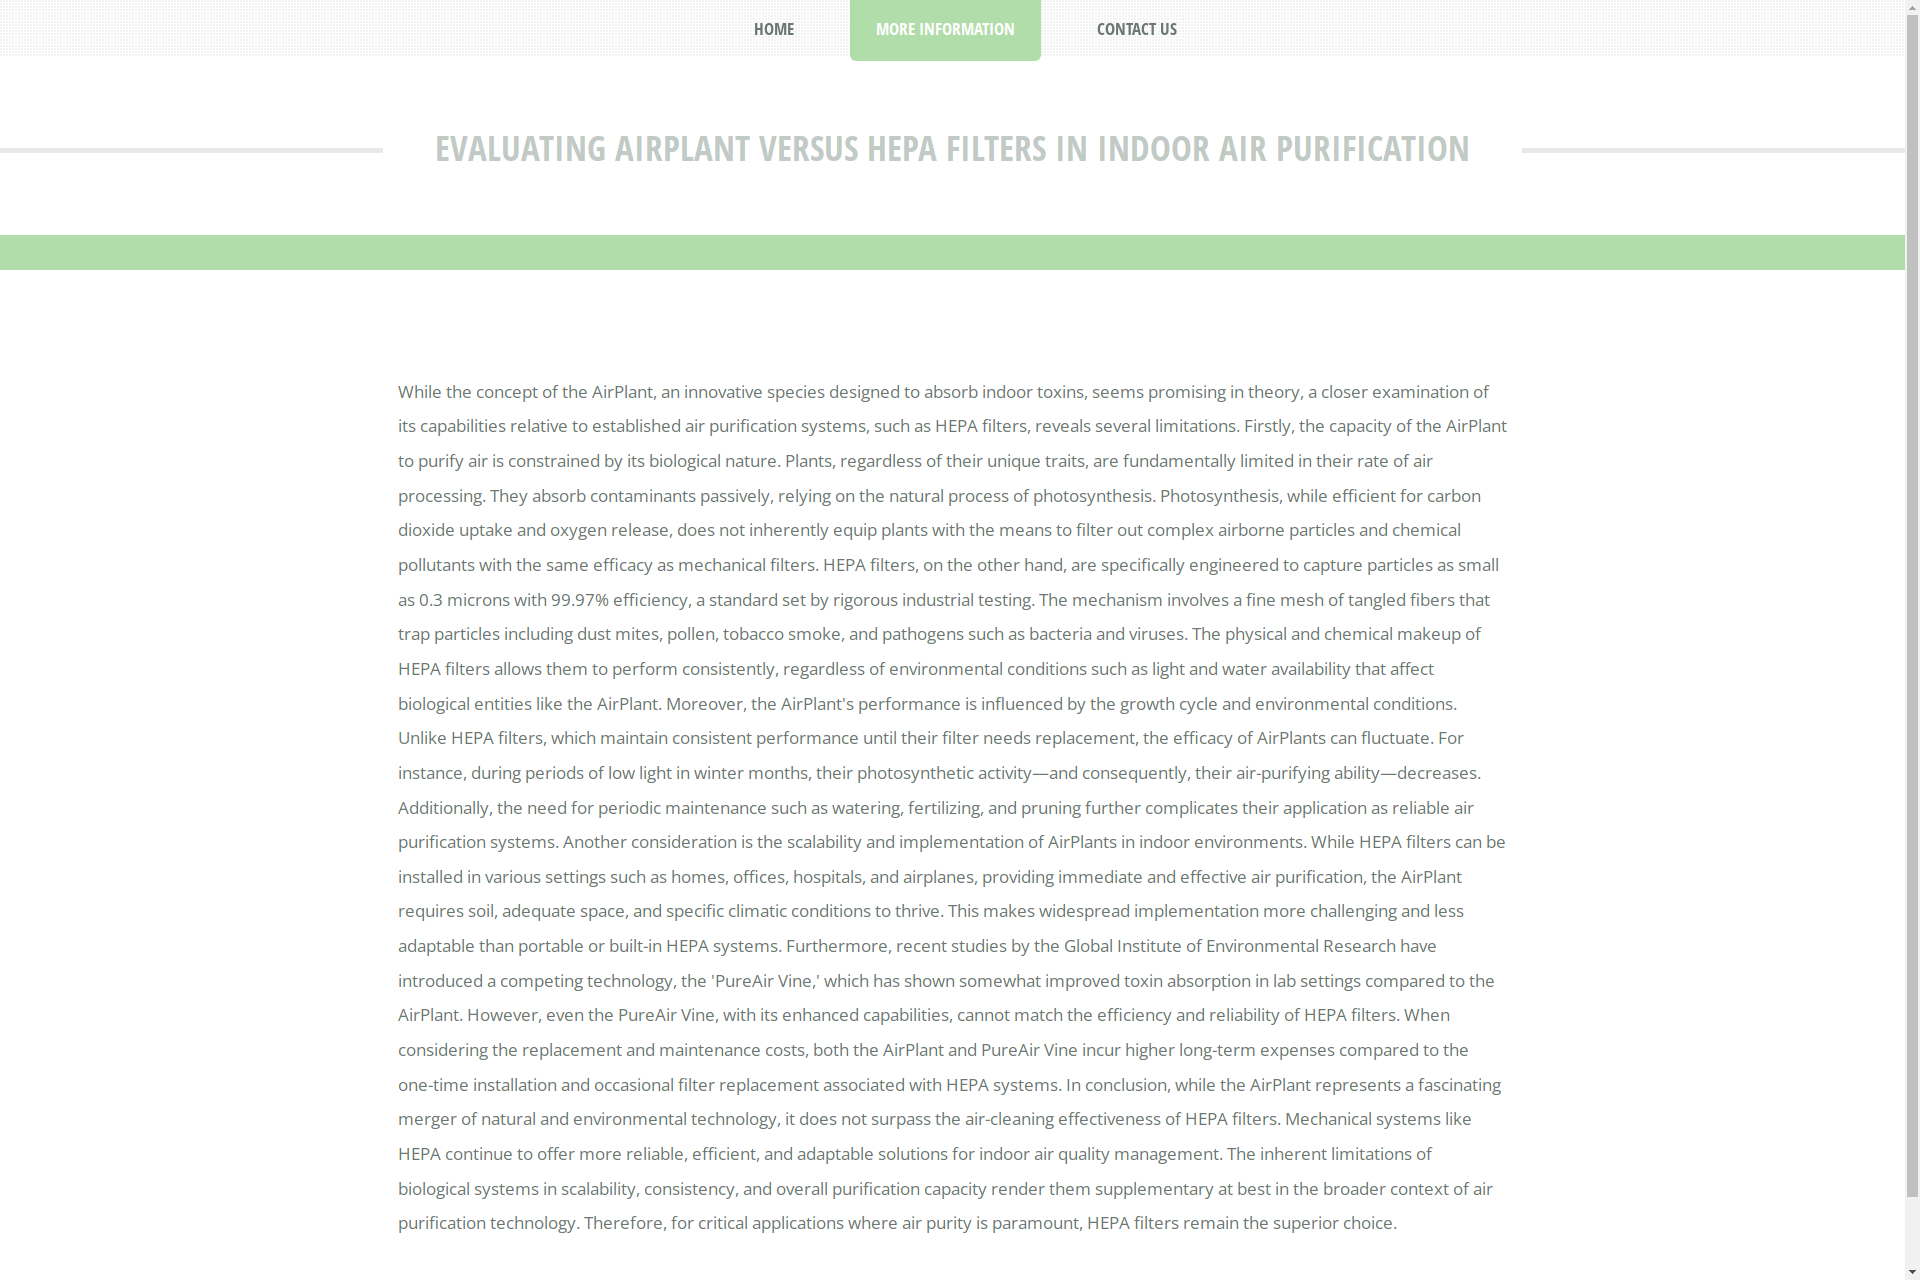 HOME
MORE INFORMATION
CONTACT US
EVALUATING AIRPLANT VERSUS HEPA FILTERS IN INDOOR AIR PURIFICATION
While the concept of the AirPlant, an innovative species designed to absorb indoor toxins, seems promising in theory, a closer examination of
its capabilities relative to established air purification systems, such as HEPA filters, reveals several limitations. Firstly, the capacity of the AirPlant
to purify air is constrained by its biological nature. Plants, regardless of their unique traits, are fundamentally limited in their rate of air
processing. They absorb contaminants passively, relying on the natural process of photosynthesis. Photosynthesis, while efficient for carbon
dioxide uptake and oxygen release, does not inherently equip plants with the means to filter out complex airborne particles and chemical
pollutants with the same efficacy as mechanical filters. HEPA filters, on the other hand, are specifically engineered to capture particles as small
as 0.3 microns with 99.97% efficiency, a standard set by rigorous industrial testing. The mechanism involves a fine mesh of tangled fibers that
trap particles including dust mites, pollen, tobacco smoke, and pathogens such as bacteria and viruses. The physical and chemical makeup of
HEPA filters allows them to perform consistently, regardless of environmental conditions such as light and water availability that affect
biological entities like the AirPlant. Moreover, the AirPlant's performance is influenced by the growth cycle and environmental conditions.
Unlike HEPA filters, which maintain consistent performance until their filter needs replacement, the efficacy of AirPlants can fluctuate. For
instance, during periods of low light in winter months, their photosynthetic activity—and consequently, their air-purifying ability—decreases.
Additionally, the need for periodic maintenance such as watering, fertilizing, and pruning further complicates their application as reliable air
purification systems. Another consideration is the scalability and implementation of AirPlants in indoor environments. While HEPA filters can be
installed in various settings such as homes, offices, hospitals, and airplanes, providing immediate and effective air purification, the AirPlant
requires soil, adequate space, and specific climatic conditions to thrive. This makes widespread implementation more challenging and less
adaptable than portable or built-in HEPA systems. Furthermore, recent studies by the Global Institute of Environmental Research have
introduced a competing technology, the 'PureAir Vine,' which has shown somewhat improved toxin absorption in lab settings compared to the
AirPlant. However, even the PureAir Vine, with its enhanced capabilities, cannot match the efficiency and reliability of HEPA filters. When
considering the replacement and maintenance costs, both the AirPlant and PureAir Vine incur higher long-term expenses compared to the
one-time installation and occasional filter replacement associated with HEPA systems. In conclusion, while the AirPlant represents a fascinating
merger of natural and environmental technology, it does not surpass the air-cleaning effectiveness of HEPA filters. Mechanical systems like
HEPA continue to offer more reliable, efficient, and adaptable solutions for indoor air quality management. The inherent limitations of
biological systems in scalability, consistency, and overall purification capacity render them supplementary at best in the broader context of air
purification technology. Therefore, for critical applications where air purity is paramount, HEPA filters remain the superior choice.